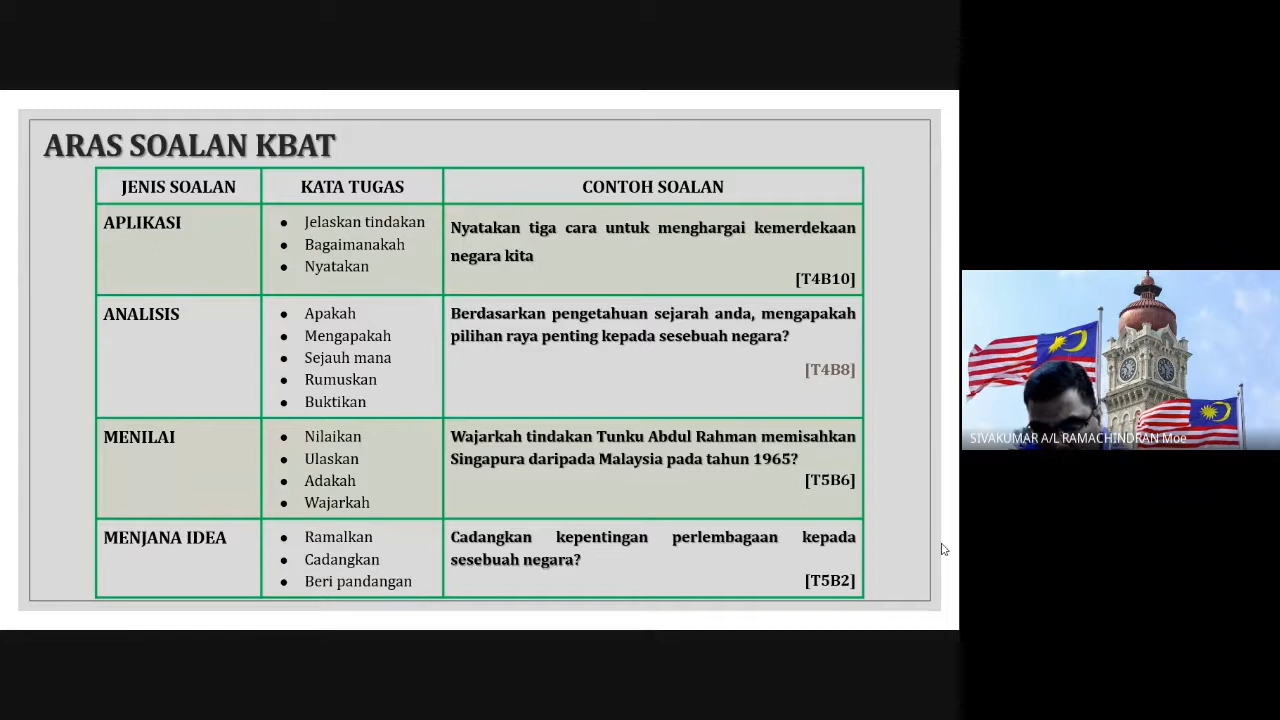 ARAS SOALAN KBAT
JENIS SOALAN
KATA TUGAS
CONTOH SOALAN
APLIKASI
● Jelaskan tindakan
● Bagaimanakah
● Nyatakan
Nyatakan tiga cara untuk menghargai kemerdekaan
negara kita
[T4B10]
ANALISIS
● Apakah
● Mengapakah
● Sejauh mana
● Rumuskan
● Buktikan
Berdasarkan pengetahuan sejarah anda, mengapakah
pilihan raya penting kepada sesebuah negara?
[T4B8]
MENILAI
● Nilaikan
● Ulaskan
● Adakah
● Wajarkah
Wajarkah tindakan Tunku Abdul Rahman memisahkan
Singapura daripada Malaysia pada tahun 1965?
[T5B6]
MENJANA IDEA
● Ramalkan
● Cadangkan
● Beri pandangan
Cadangkan kepentingan perlembagaan kepada
sesebuah negara?
[T5B2]
SIVAKUMAR A/L RAMACHINDRAN Moe